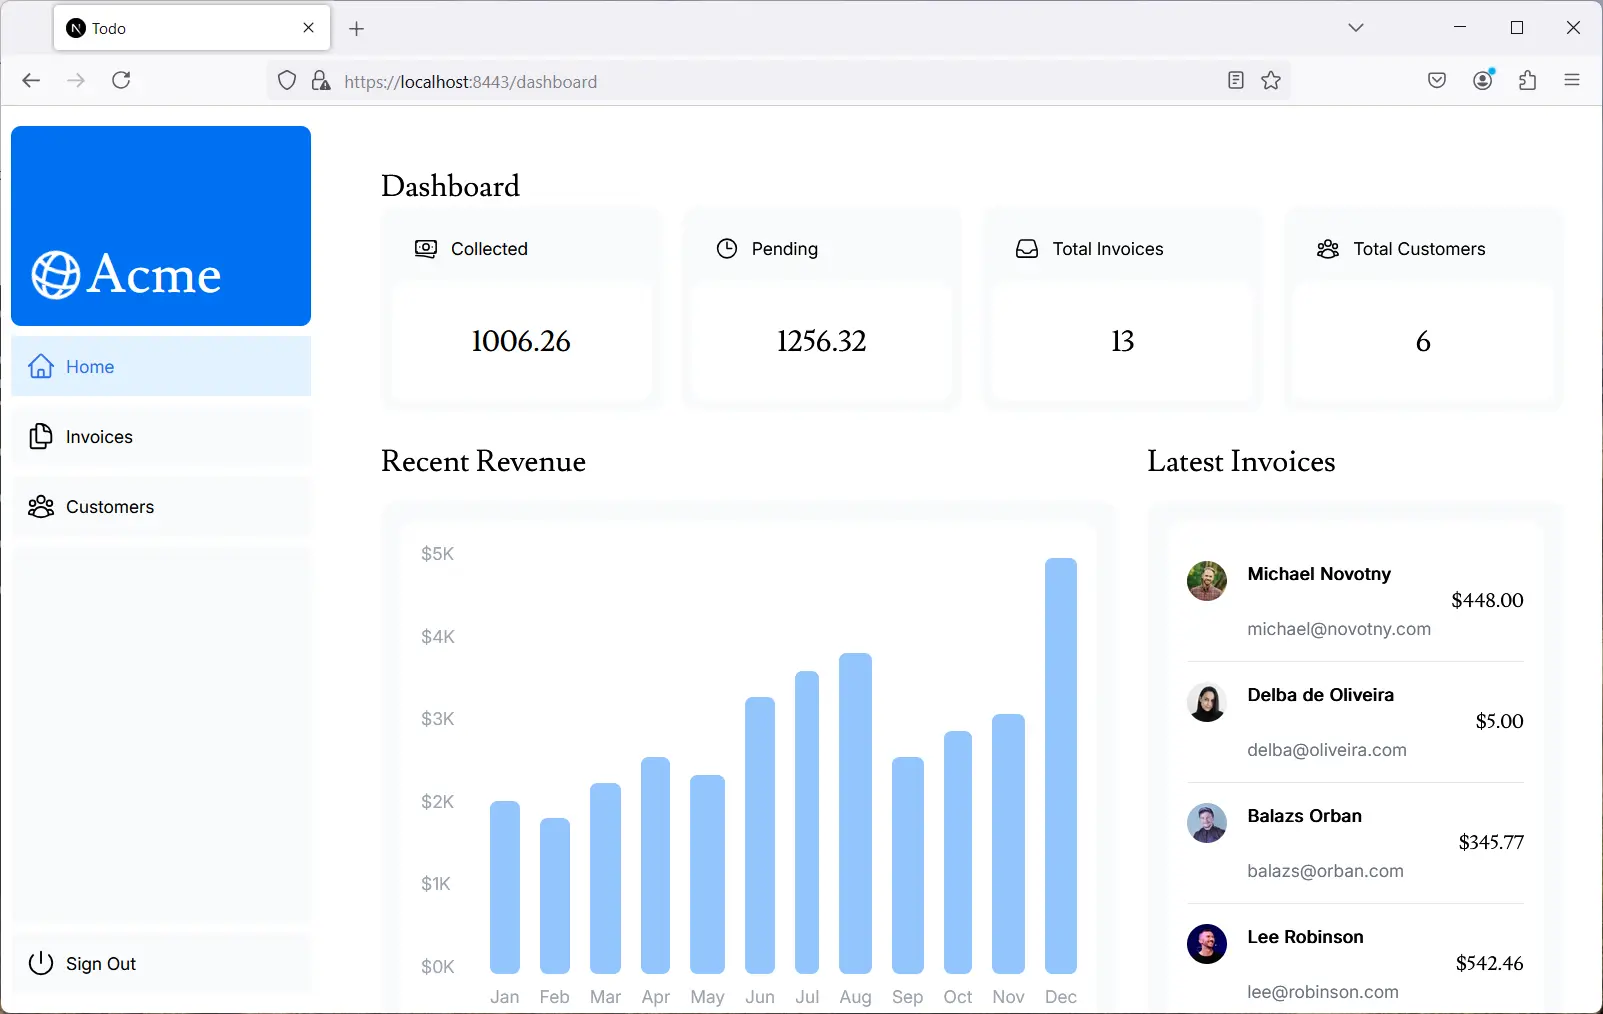 Todo
https://localhost:8443/dashboard
Acme
Home
Invoices
Customers
Sign Out
Dashboard
Collected
1006.26
Pending
1256.32
Total Invoices
13
Total Customers
6
Recent Revenue
$5K
$4K
$3K
$2K
$1K
$0K
Jan Feb Mar Apr May Jun Jul Aug Sep Oct Nov Dec
Latest Invoices
Michael Novotny
$448.00
michael@novotny.com
Delba de Oliveira
$5.00
delba@oliveira.com
Balazs Orban
$345.77
balazs@orban.com
Lee Robinson
$542.46
lee@robinson.com